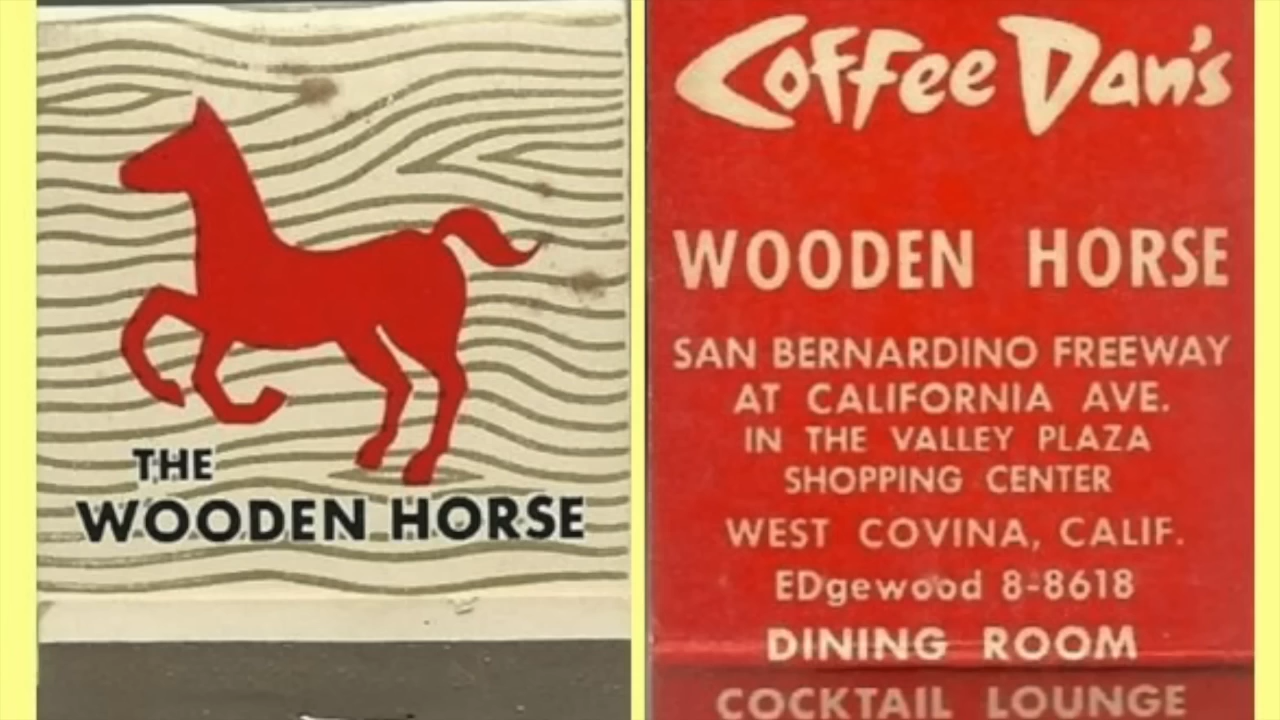 THE
WOODEN HORSE
Coffee Dan's
WOODEN HORSE
SAN BERNARDINO FREEWAY
AT CALIFORNIA AVE.
IN THE VALLEY PLAZA
SHOPPING CENTER
WEST COVINA, CALIF.
EDgewood 8-8618
DINING ROOM
COCKTAIL LOUNGE